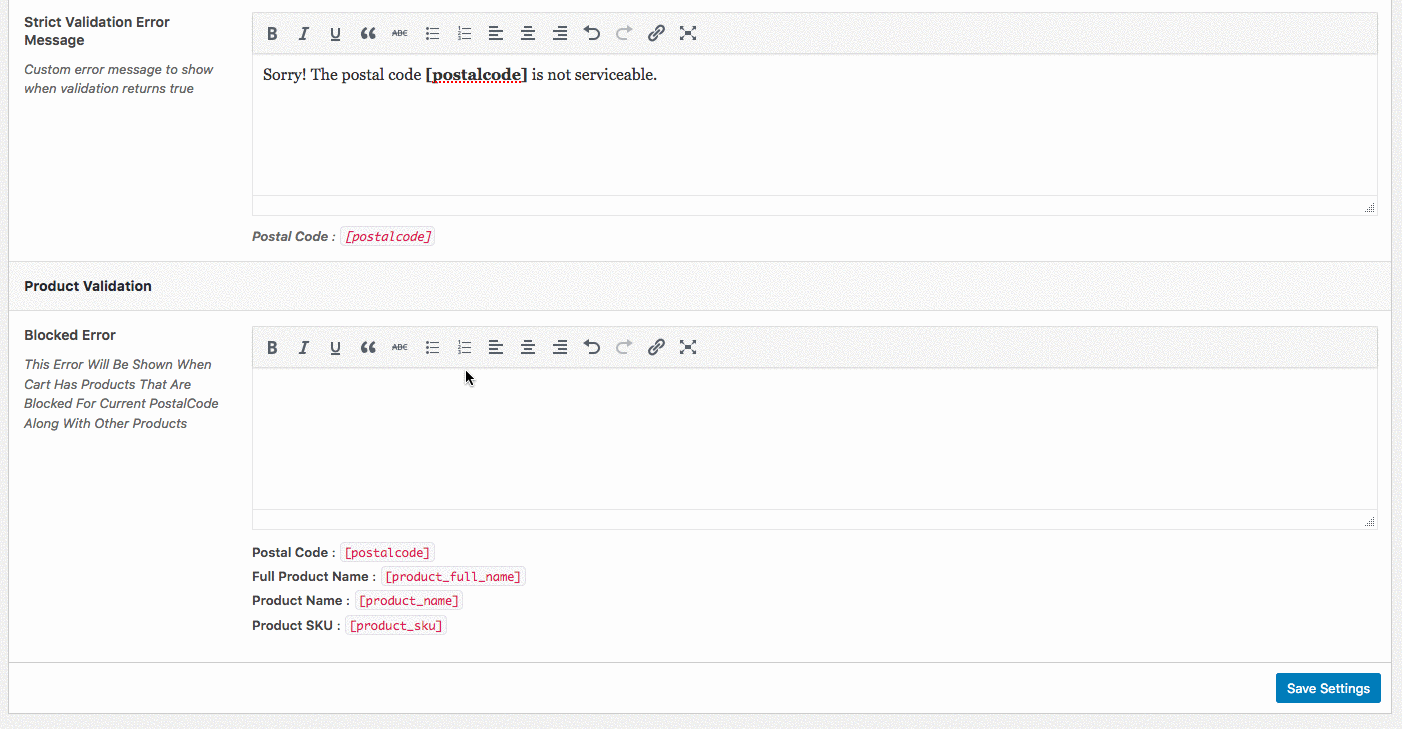 Strict Validation Error
Message
Custom error message to show
when validation returns true
B I U ABC
Sorry! The postal code [postalcode] is not serviceable.
Postal Code : [postalcode]
Product Validation
Blocked Error
This Error Will Be Shown When
Cart Has Products That Are
Blocked For Current PostalCode
Along With Other Products
B I U ABC
Postal Code : [postalcode]
Full Product Name : [product_full_name]
Product Name : [product_name]
Product SKU : [product_sku]
Save Settings